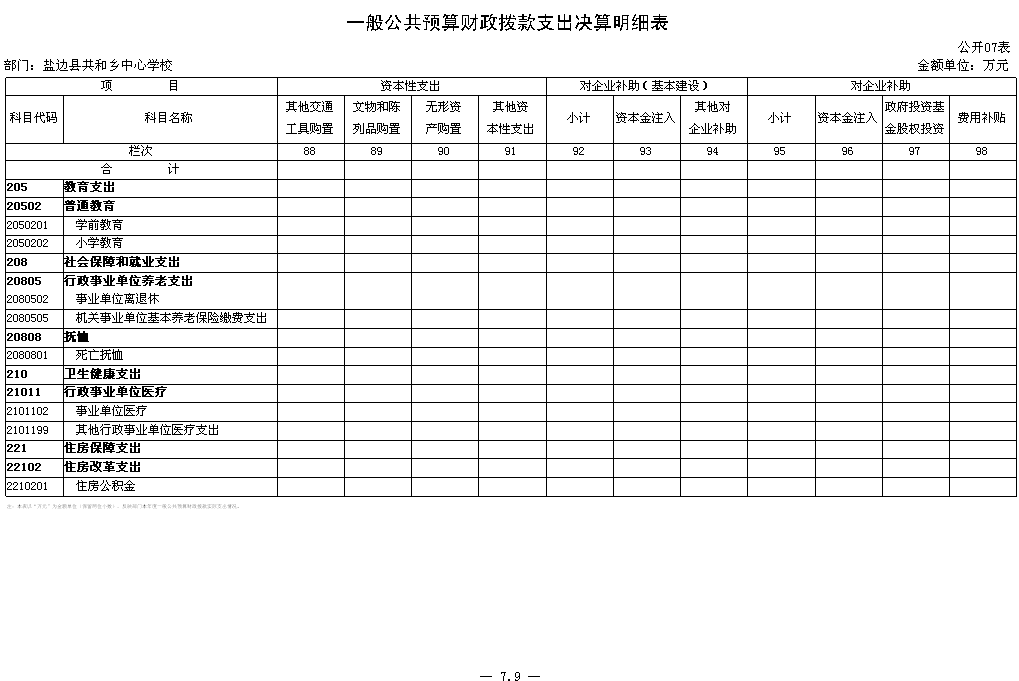 一般公共预算财政拨款支出决算明细表
公开07表
部门：盐边县共和乡中心学校 金额单位：万元
项 目 资本性支出 对企业补助（基本建设） 对企业补助
科目代码 科目名称 其他交通工具购置 文物和陈列品购置 无形资产购置 其他资本性支出 小计 资本金注入 其他对企业补助 小计 资本金注入 政府投资基金股权投资 费用补贴
栏次 88 89 90 91 92 93 94 95 96 97 98
合 计
205 教育支出
20502 普通教育
2050201 学前教育
2050202 小学教育
208 社会保障和就业支出
20805 行政事业单位养老支出
2080502 事业单位离退休
2080505 机关事业单位基本养老保险缴费支出
20808 抚恤
2080801 死亡抚恤
210 卫生健康支出
21011 行政事业单位医疗
2101102 事业单位医疗
2101199 其他行政事业单位医疗支出
221 住房保障支出
22102 住房改革支出
2210201 住房公积金
— 7.9 —